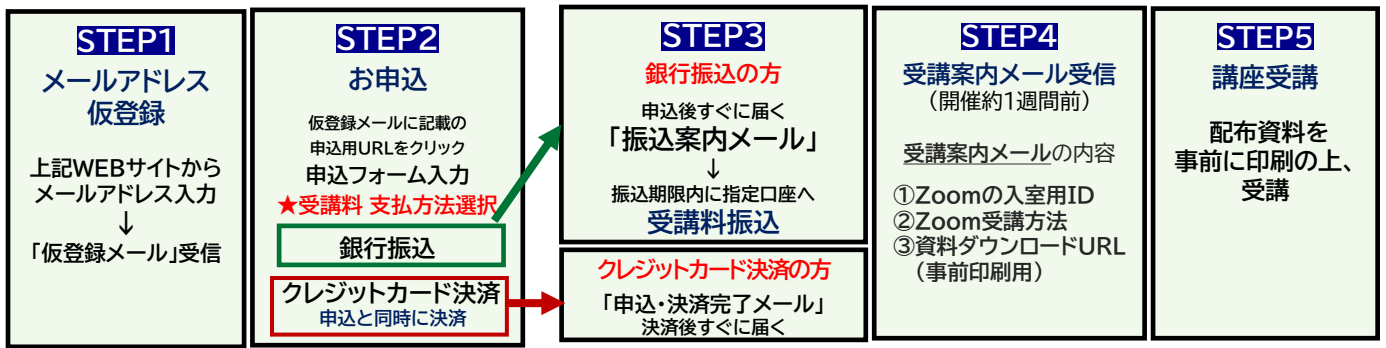 STEP1
メールアドレス
仮登録
上記WEBサイトから
メールアドレス入力
↓
「仮登録メール」受信
STEP2
お申込
仮登録メールに記載の
申込用URLをクリック
申込フォーム入力
★受講料 支払方法選択
銀行振込
クレジットカード決済
申込と同時に決済
STEP3
銀行振込の方
申込後すぐに届く
「振込案内メール」
↓
振込期限内に指定口座へ
受講料振込
クレジットカード決済の方
「申込・決済完了メール」
決済後すぐに届く
STEP4
受講案内メール受信
（開催約1週間前）
受講案内メールの内容
①Zoomの入室用ID
②Zoom受講方法
③資料ダウンロードURL
（事前印刷用）
STEP5
講座受講
配布資料を
事前に印刷の上、
受講